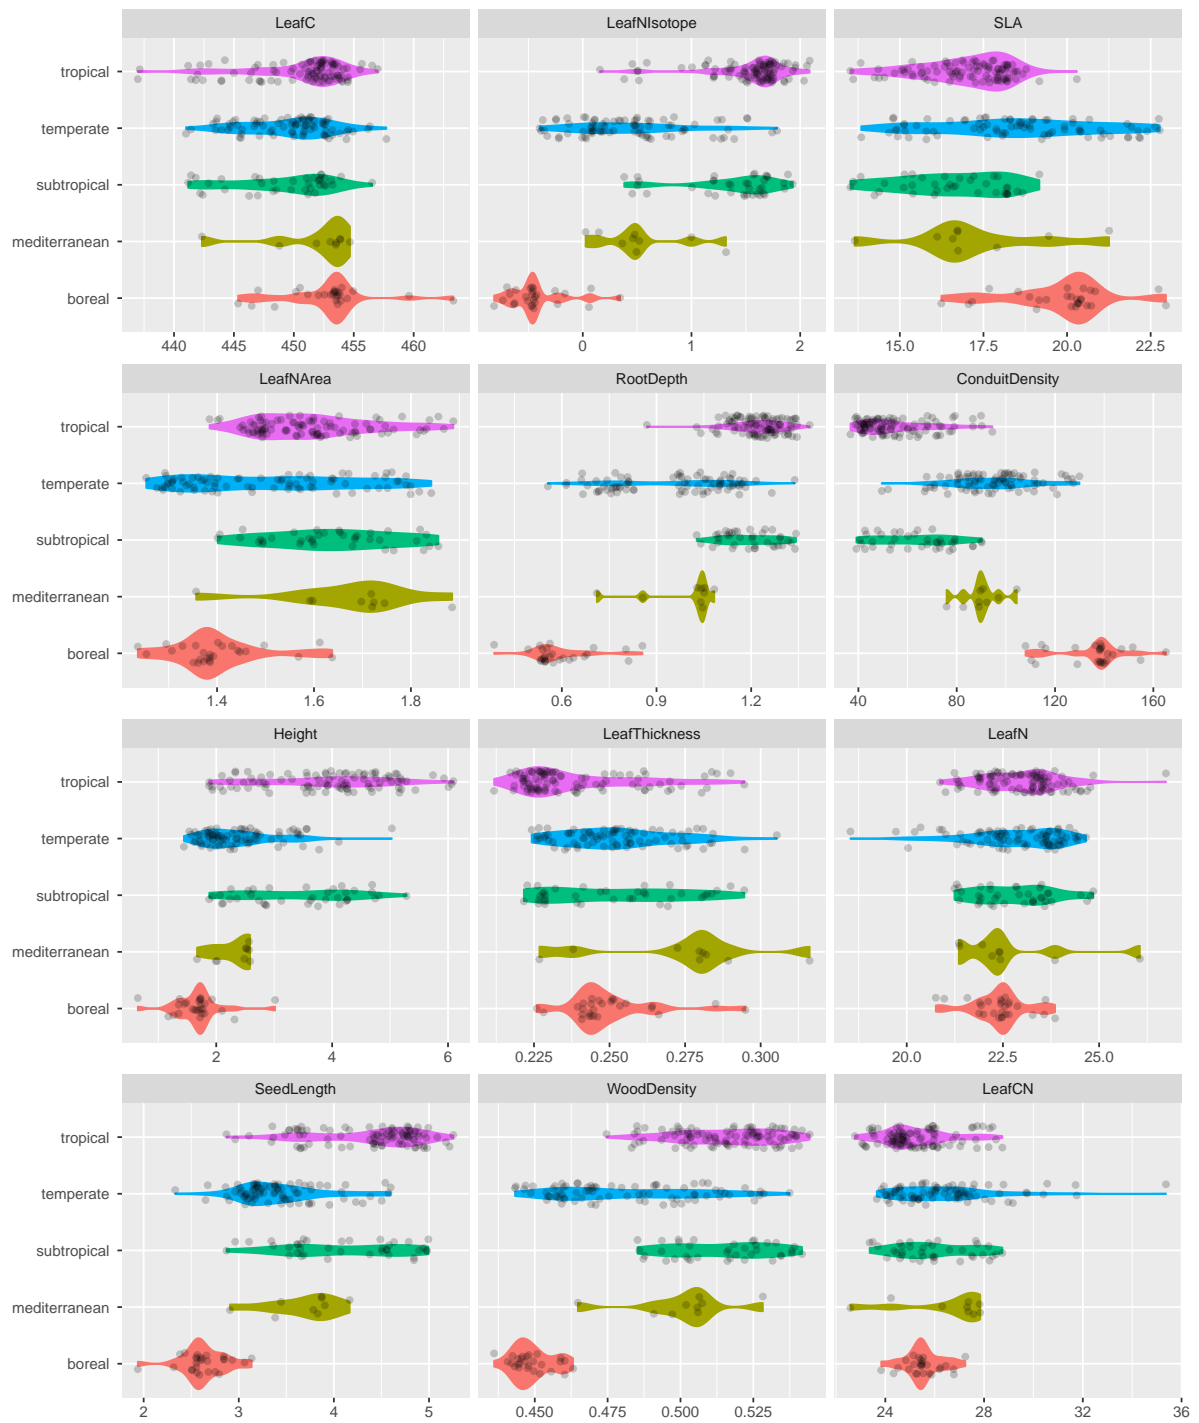 LeafC LeafNIsotope SLA
tropical
temperate
subtropical
mediterranean
boreal
440 445 450 455 460 0 1 2 15.0 17.5 20.0 22.5
LeafNArea RootDepth ConduitDensity
tropical
temperate
subtropical
mediterranean
boreal
1.4 1.6 1.8 0.6 0.9 1.2 40 80 120 160
Height LeafThickness LeafN
tropical
temperate
subtropical
mediterranean
boreal
2 4 6 0.225 0.250 0.275 0.300 20.0 22.5 25.0
SeedLength WoodDensity LeafCN
tropical
temperate
subtropical
mediterranean
boreal
2 3 4 5 0.450 0.475 0.500 0.525 24 28 32 36